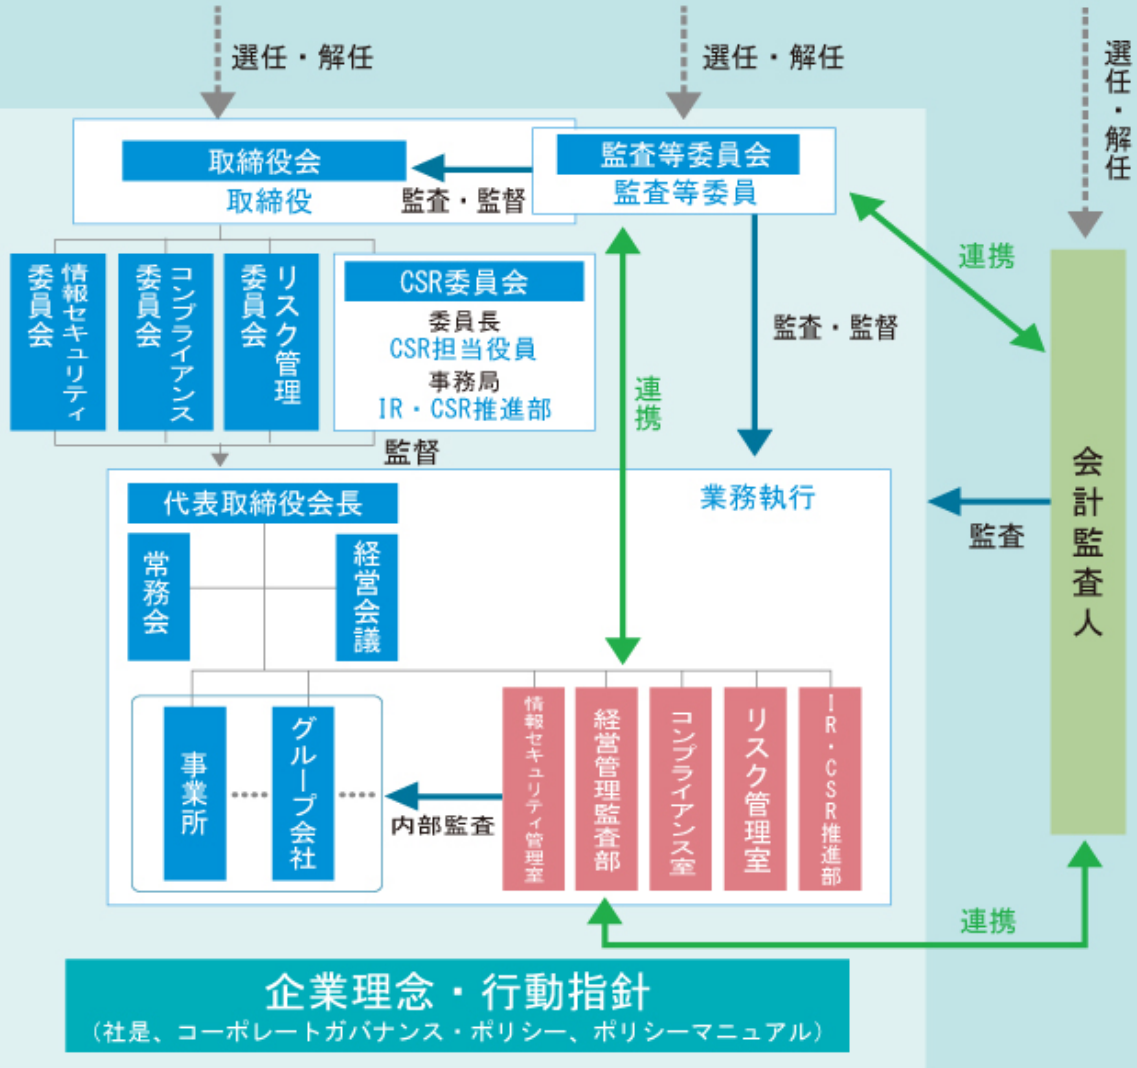 選任・解任
選任・解任
選任・解任
取締役会
取締役
監査・監督
監査等委員会
監査等委員
連携
情報セキュリティ
委員会
コンプライアンス
委員会
リスク管理
委員会
CSR委員会
委員長
CSR担当役員
事務局
IR・CSR推進部
監査・監督
連携
監督
代表取締役会長
業務執行
常務会
経営会議
監査
会計監査人
事業所
グループ会社
内部監査
情報セキュリティ管理室
経営管理監査部
コンプライアンス室
リスク管理室
IR・CSR推進部
連携
企業理念・行動指針
（社是、コーポレートガバナンス・ポリシー、ポリシーマニュアル）